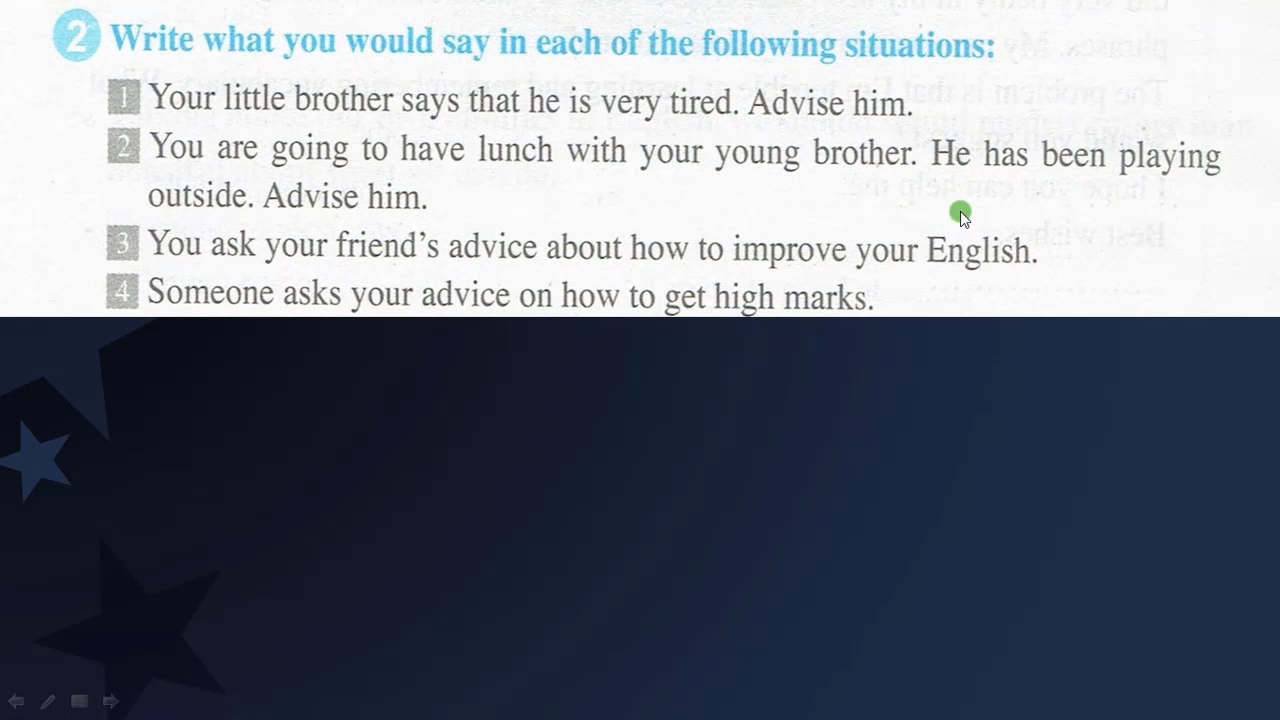 2 Write what you would say in each of the following situations:
1 Your little brother says that he is very tired. Advise him.
2 You are going to have lunch with your young brother. He has been playing
outside. Advise him.
3 You ask your friend's advice about how to improve your English.
4 Someone asks your advice on how to get high marks.